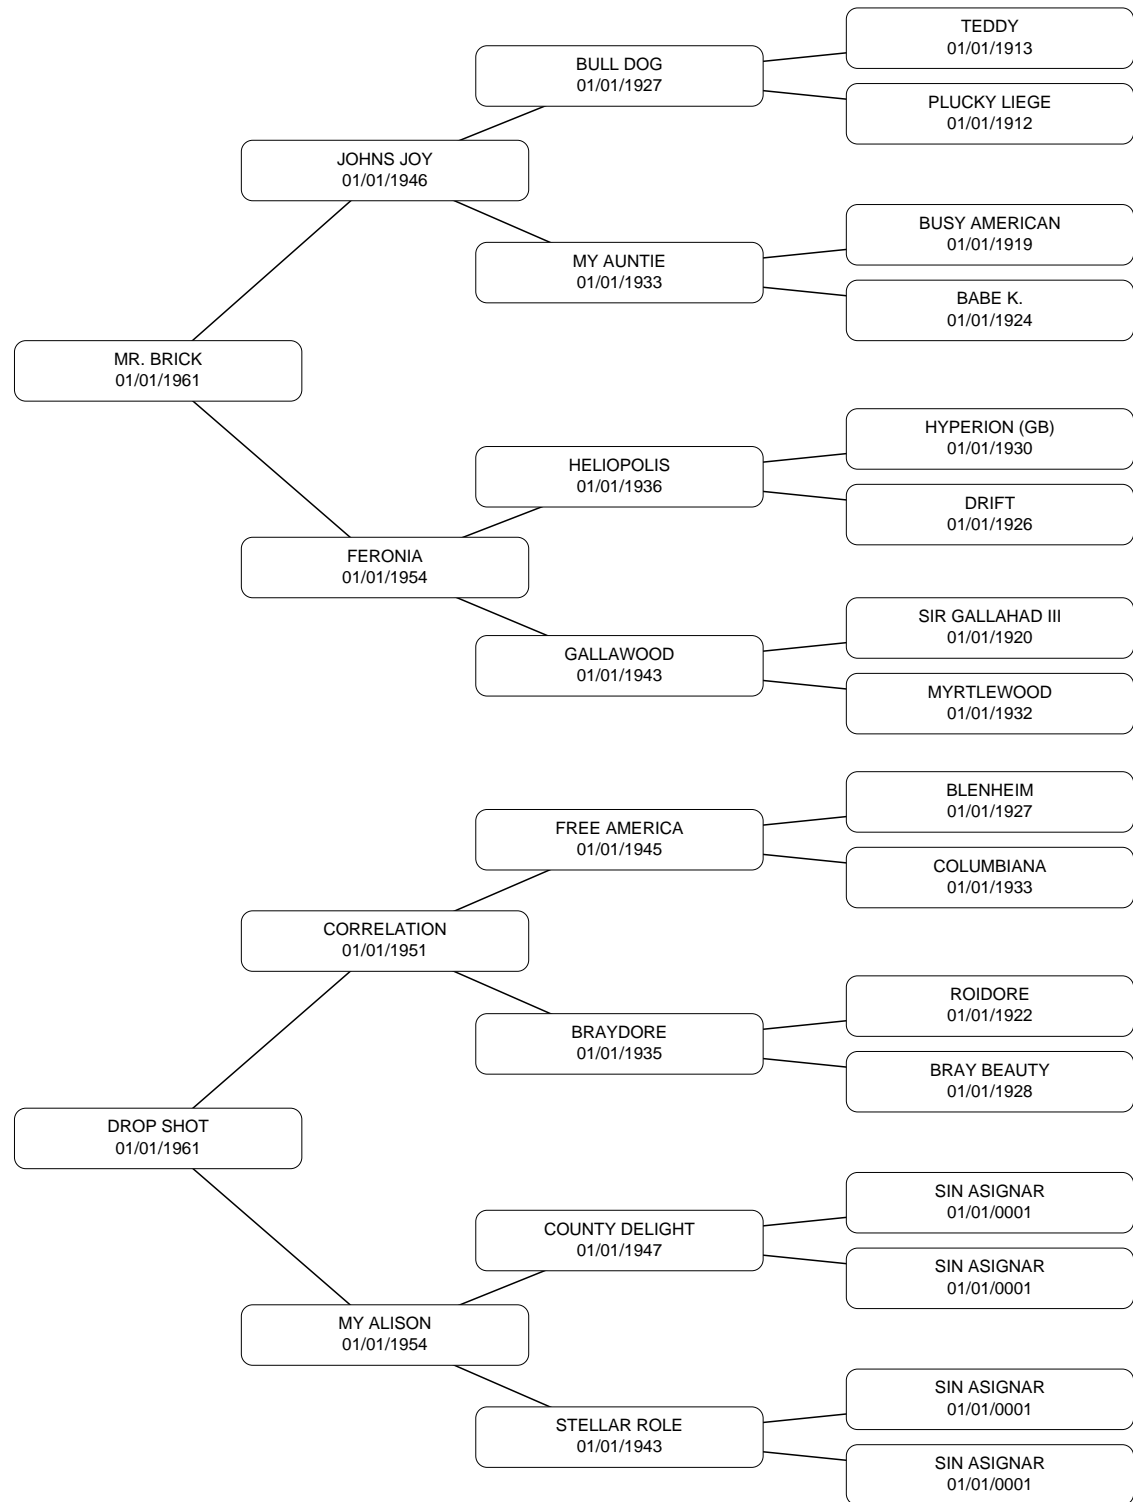 TEDDY
01/01/1913
BULL DOG
01/01/1927
PLUCKY LIEGE
01/01/1912
JOHNS JOY
01/01/1946
BUSY AMERICAN
01/01/1919
MY AUNTIE
01/01/1933
BABE K.
01/01/1924
MR. BRICK
01/01/1961
HYPERION (GB)
01/01/1930
HELIOPOLIS
01/01/1936
DRIFT
01/01/1926
FERONIA
01/01/1954
SIR GALLAHAD III
01/01/1920
GALLAWOOD
01/01/1943
MYRTLEWOOD
01/01/1932
BLENHEIM
01/01/1927
FREE AMERICA
01/01/1945
COLUMBIANA
01/01/1933
CORRELATION
01/01/1951
ROIDORE
01/01/1922
BRAYDORE
01/01/1935
BRAY BEAUTY
01/01/1928
DROP SHOT
01/01/1961
SIN ASIGNAR
01/01/0001
COUNTY DELIGHT
01/01/1947
SIN ASIGNAR
01/01/0001
MY ALISON
01/01/1954
SIN ASIGNAR
01/01/0001
STELLAR ROLE
01/01/1943
SIN ASIGNAR
01/01/0001